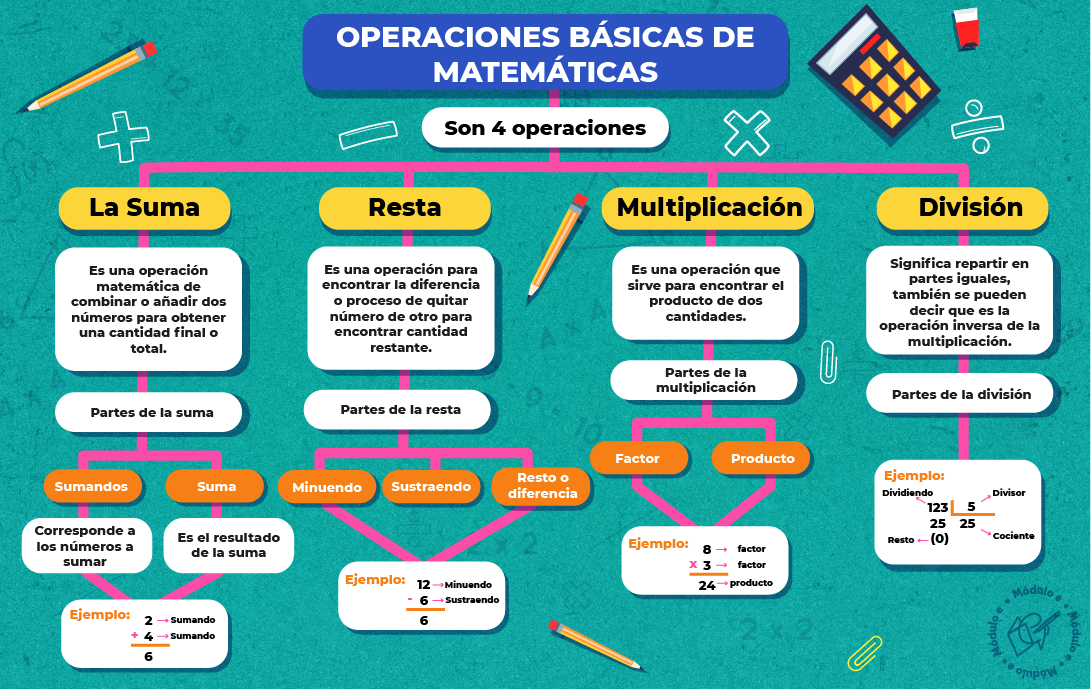 OPERACIONES BÁSICAS DE
MATEMÁTICAS
Son 4 operaciones
La Suma
Es una operación
matemática de
combinar o añadir dos
números para obtener
una cantidad final o
total.
Partes de la suma
Sumandos
Suma
Corresponde a
los números a
sumar
Es el resultado
de la suma
Ejemplo:
2 → Sumando
+ 4 → Sumando
6
Resta
Es una operación para
encontrar la diferencia
o proceso de quitar
número de otro para
encontrar cantidad
restante.
Partes de la resta
Minuendo
Sustraendo
Resto o
diferencia
Ejemplo:
12 → Minuendo
- 6 → Sustraendo
6
Multiplicación
Es una operación que
sirve para encontrar el
producto de dos
cantidades.
Partes de la
multiplicación
Factor
Producto
Ejemplo:
8 → factor
x 3 → factor
24 → producto
División
Significa repartir en
partes iguales,
también se pueden
decir que es la
operación inversa de la
multiplicación.
Partes de la división
Ejemplo:
Dividiendo
Divisor
123 5
25 25
Cociente
Resto ← (0)
Módulo e • Módulo e • Módulo e • Módulo e •
35
2 x 2